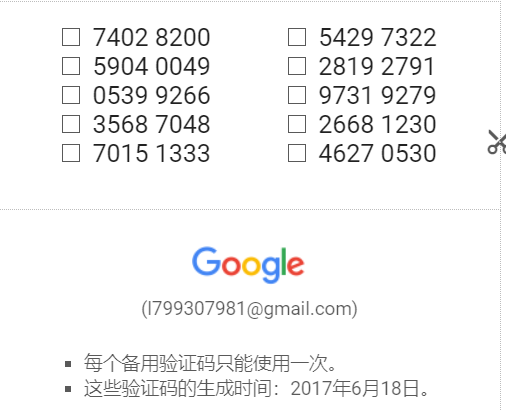 7402 8200 5429 7322
5904 0049 2819 2791
0539 9266 9731 9279
3568 7048 2668 1230
7015 1333 4627 0530
Google
(l799307981@gmail.com)
每个备用验证码只能使用一次。
这些验证码的生成时间：2017年6月18日。